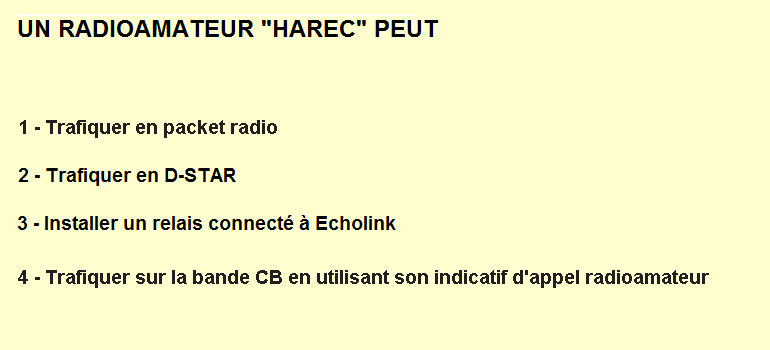 UN RADIOAMATEUR "HAREC" PEUT
1 - Trafiquer en packet radio
2 - Trafiquer en D-STAR
3 - Installer un relais connecté à Echolink
4 - Trafiquer sur la bande CB en utilisant son indicatif d'appel radioamateur